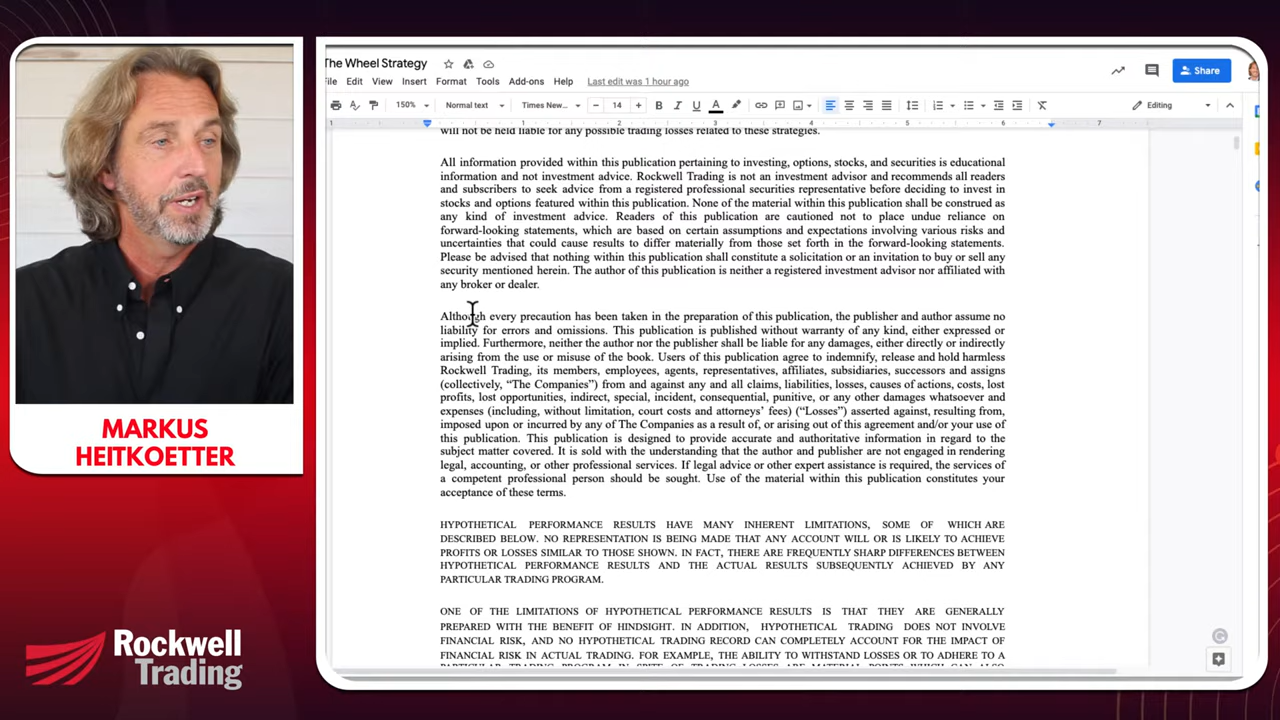 The Wheel Strategy
File Edit View Insert Format Tools Add-ons Help Last edit was 1 hour ago
Share
150% Normal text Times New... − 14 + B I U A Editing
1 1 2 3 4 5 6 7
will not be held liable for any possible trading losses related to these strategies.
All information provided within this publication pertaining to investing, options, stocks, and securities is educational
information and not investment advice. Rockwell Trading is not an investment advisor and recommends all readers
and subscribers to seek advice from a registered professional securities representative before deciding to invest in
stocks and options featured within this publication. None of the material within this publication shall be construed as
any kind of investment advice. Readers of this publication are cautioned not to place undue reliance on
forward-looking statements, which are based on certain assumptions and expectations involving various risks and
uncertainties that could cause results to differ materially from those set forth in the forward-looking statements.
Please be advised that nothing within this publication shall constitute a solicitation or an invitation to buy or sell any
security mentioned herein. The author of this publication is neither a registered investment advisor nor affiliated with
any broker or dealer.
Although every precaution has been taken in the preparation of this publication, the publisher and author assume no
liability for errors and omissions. This publication is published without warranty of any kind, either expressed or
implied. Furthermore, neither the author nor the publisher shall be liable for any damages, either directly or indirectly
arising from the use or misuse of the book. Users of this publication agree to indemnify, release and hold harmless
Rockwell Trading, its members, employees, agents, representatives, affiliates, subsidiaries, successors and assigns
(collectively, “The Companies”) from and against any and all claims, liabilities, losses, causes of actions, costs, lost
profits, lost opportunities, indirect, special, incident, consequential, punitive, or any other damages whatsoever and
expenses (including, without limitation, court costs and attorneys’ fees) (“Losses”) asserted against, resulting from,
imposed upon or incurred by any of The Companies as a result of, or arising out of this agreement and/or your use of
this publication. This publication is designed to provide accurate and authoritative information in regard to the
subject matter covered. It is sold with the understanding that the author and publisher are not engaged in rendering
legal, accounting, or other professional services. If legal advice or other expert assistance is required, the services of
a competent professional person should be sought. Use of the material within this publication constitutes your
acceptance of these terms.
HYPOTHETICAL PERFORMANCE RESULTS HAVE MANY INHERENT LIMITATIONS, SOME OF WHICH ARE
DESCRIBED BELOW. NO REPRESENTATION IS BEING MADE THAT ANY ACCOUNT WILL OR IS LIKELY TO ACHIEVE
PROFITS OR LOSSES SIMILAR TO THOSE SHOWN. IN FACT, THERE ARE FREQUENTLY SHARP DIFFERENCES BETWEEN
HYPOTHETICAL PERFORMANCE RESULTS AND THE ACTUAL RESULTS SUBSEQUENTLY ACHIEVED BY ANY
PARTICULAR TRADING PROGRAM.
ONE OF THE LIMITATIONS OF HYPOTHETICAL PERFORMANCE RESULTS IS THAT THEY ARE GENERALLY
PREPARED WITH THE BENEFIT OF HINDSIGHT. IN ADDITION, HYPOTHETICAL TRADING DOES NOT INVOLVE
FINANCIAL RISK, AND NO HYPOTHETICAL TRADING RECORD CAN COMPLETELY ACCOUNT FOR THE IMPACT OF
FINANCIAL RISK IN ACTUAL TRADING. FOR EXAMPLE, THE ABILITY TO WITHSTAND LOSSES OR TO ADHERE TO A
PARTICULAR TRADING PROGRAM IN SPITE OF TRADING LOSSES ARE MATERIAL POINTS WHICH CAN ALSO
MARKUS
HEITKOETTER
Rockwell
Trading